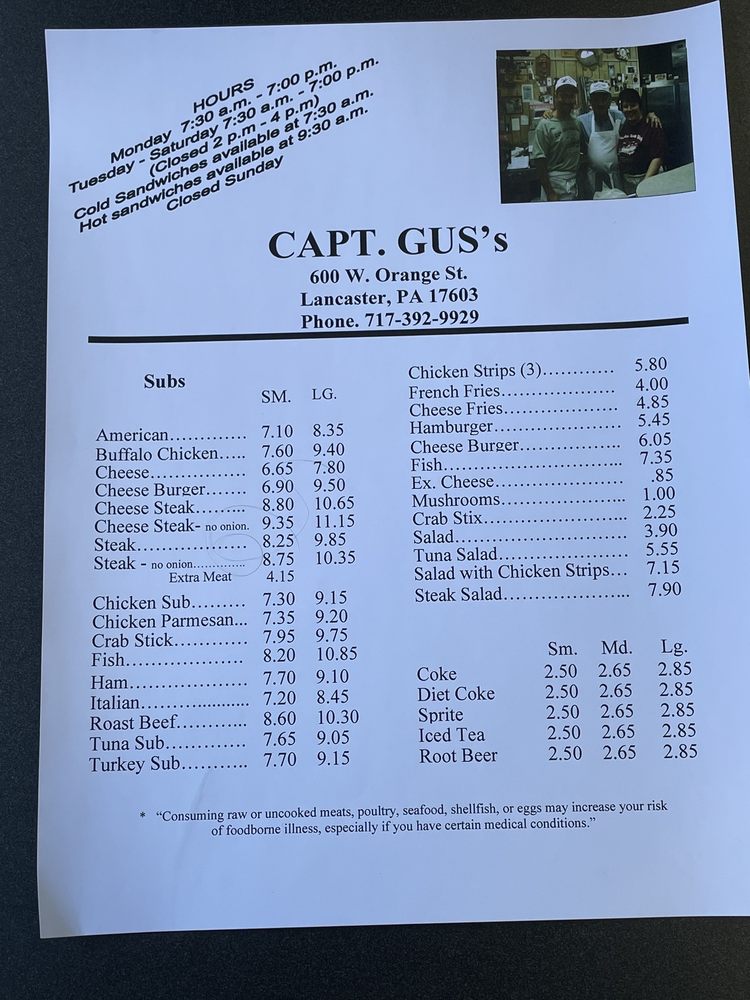 HOURS
Monday 7:30 a.m. - 7:00 p.m.
Tuesday - Saturday 7:30 a.m. - 7:00 p.m.
(Closed 2 p.m - 4 p.m)
Cold Sandwiches available at 7:30 a.m.
Hot sandwiches available at 9:30 a.m.
Closed Sunday
CAPT. GUS's
600 W. Orange St.
Lancaster, PA 17603
Phone. 717-392-9929
Subs
SM. LG.
American............. 7.10 8.35
Buffalo Chicken..... 7.60 9.40
Cheese................ 6.65 7.80
Cheese Burger....... 6.90 9.50
Cheese Steak......... 8.80 10.65
Cheese Steak- no onion. 9.35 11.15
Steak................... 8.25 9.85
Steak - no onion.............. 8.75 10.35
Extra Meat 4.15
Chicken Sub......... 7.30 9.15
Chicken Parmesan... 7.35 9.20
Crab Stick............ 7.95 9.75
Fish.................... 8.20 10.85
Ham.................... 7.70 9.10
Italian.................. 7.20 8.45
Roast Beef............ 8.60 10.30
Tuna Sub............. 7.65 9.05
Turkey Sub........... 7.70 9.15
Chicken Strips (3)............ 5.80
French Fries................... 4.00
Cheese Fries................... 4.85
Hamburger..................... 5.45
Cheese Burger................. 6.05
Fish.............................. 7.35
Ex. Cheese...................... .85
Mushrooms..................... 1.00
Crab Stix........................ 2.25
Salad............................. 3.90
Tuna Salad...................... 5.55
Salad with Chicken Strips... 7.15
Steak Salad..................... 7.90
Sm. Md. Lg.
Coke 2.50 2.65 2.85
Diet Coke 2.50 2.65 2.85
Sprite 2.50 2.65 2.85
Iced Tea 2.50 2.65 2.85
Root Beer 2.50 2.65 2.85
* “Consuming raw or uncooked meats, poultry, seafood, shellfish, or eggs may increase your risk
of foodborne illness, especially if you have certain medical conditions.”